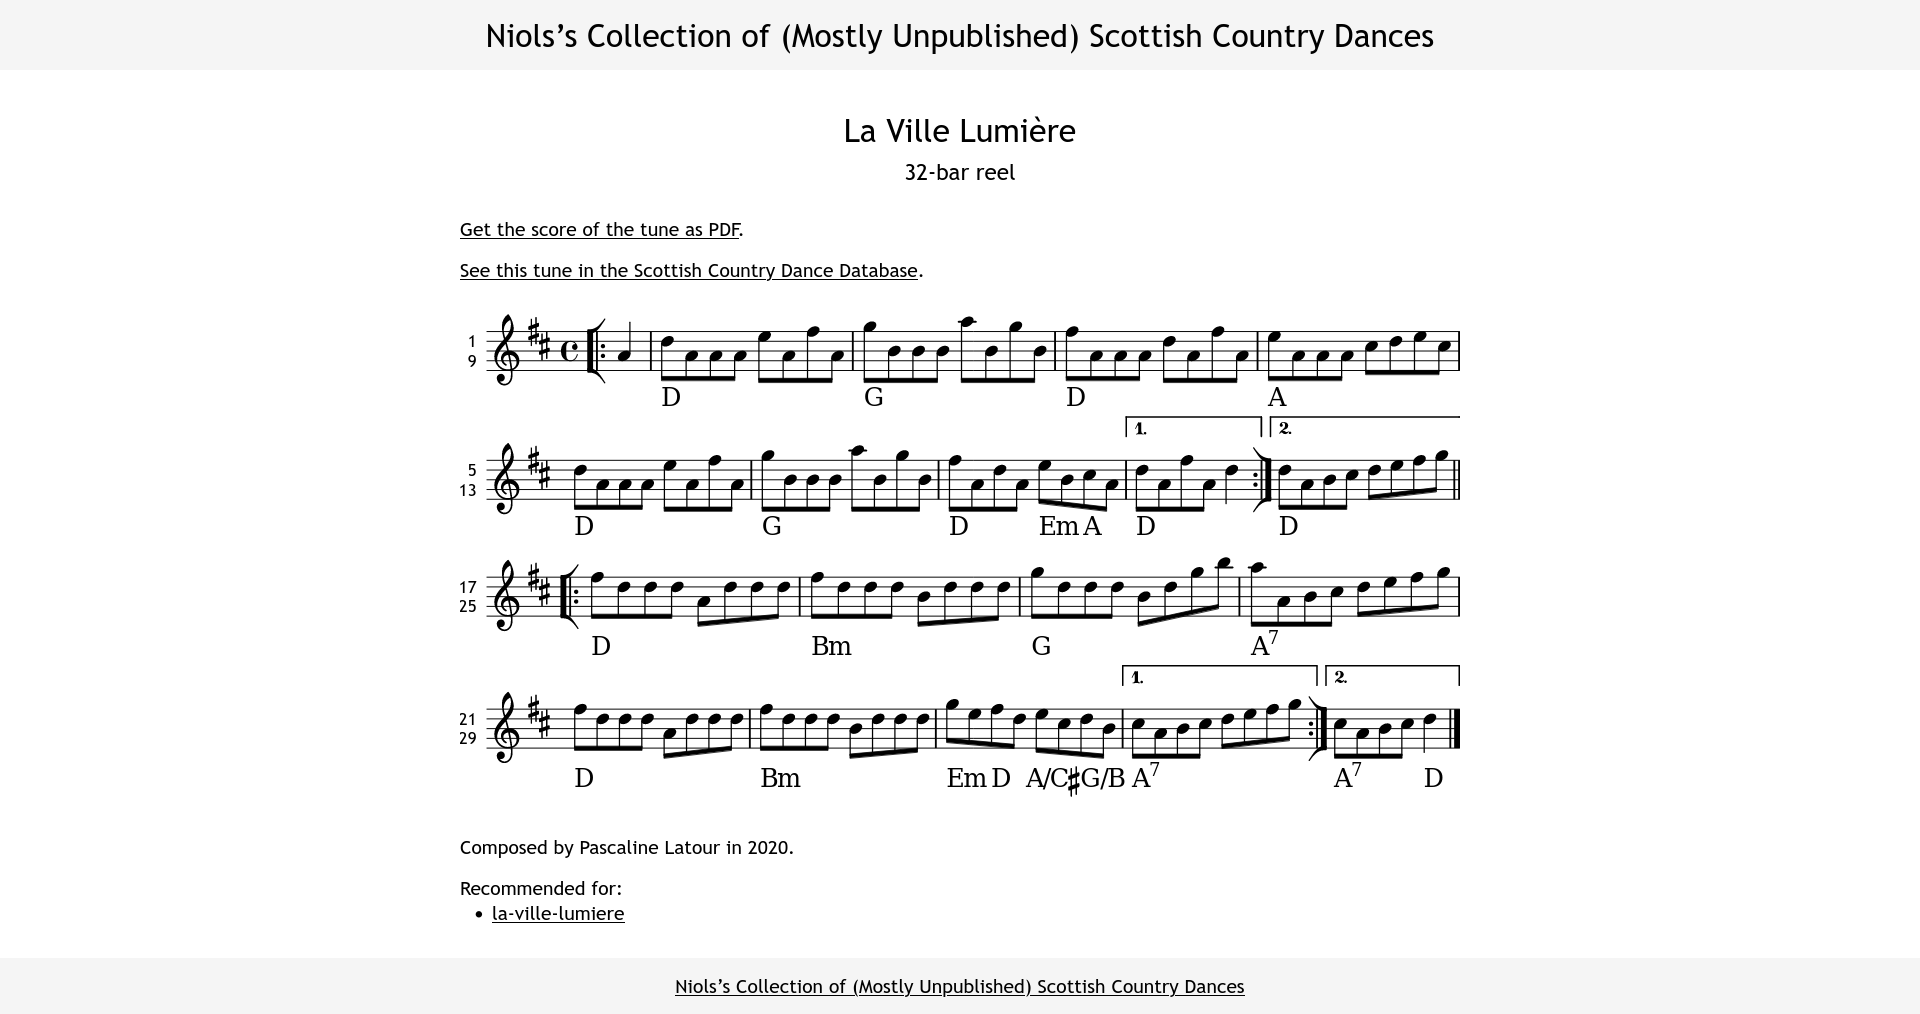 Niols’s Collection of (Mostly Unpublished) Scottish Country Dances
La Ville Lumière
32-bar reel
Get the score of the tune as PDF.
See this tune in the Scottish Country Dance Database.
1
9
D G D A
1. 2.
5
13
D G D Em A D D
17
25
D Bm G A7
1. 2.
21
29
D Bm Em D A/C♯ G/B A7 A7 D
Composed by Pascaline Latour in 2020.
Recommended for:
• la-ville-lumiere
Niols’s Collection of (Mostly Unpublished) Scottish Country Dances